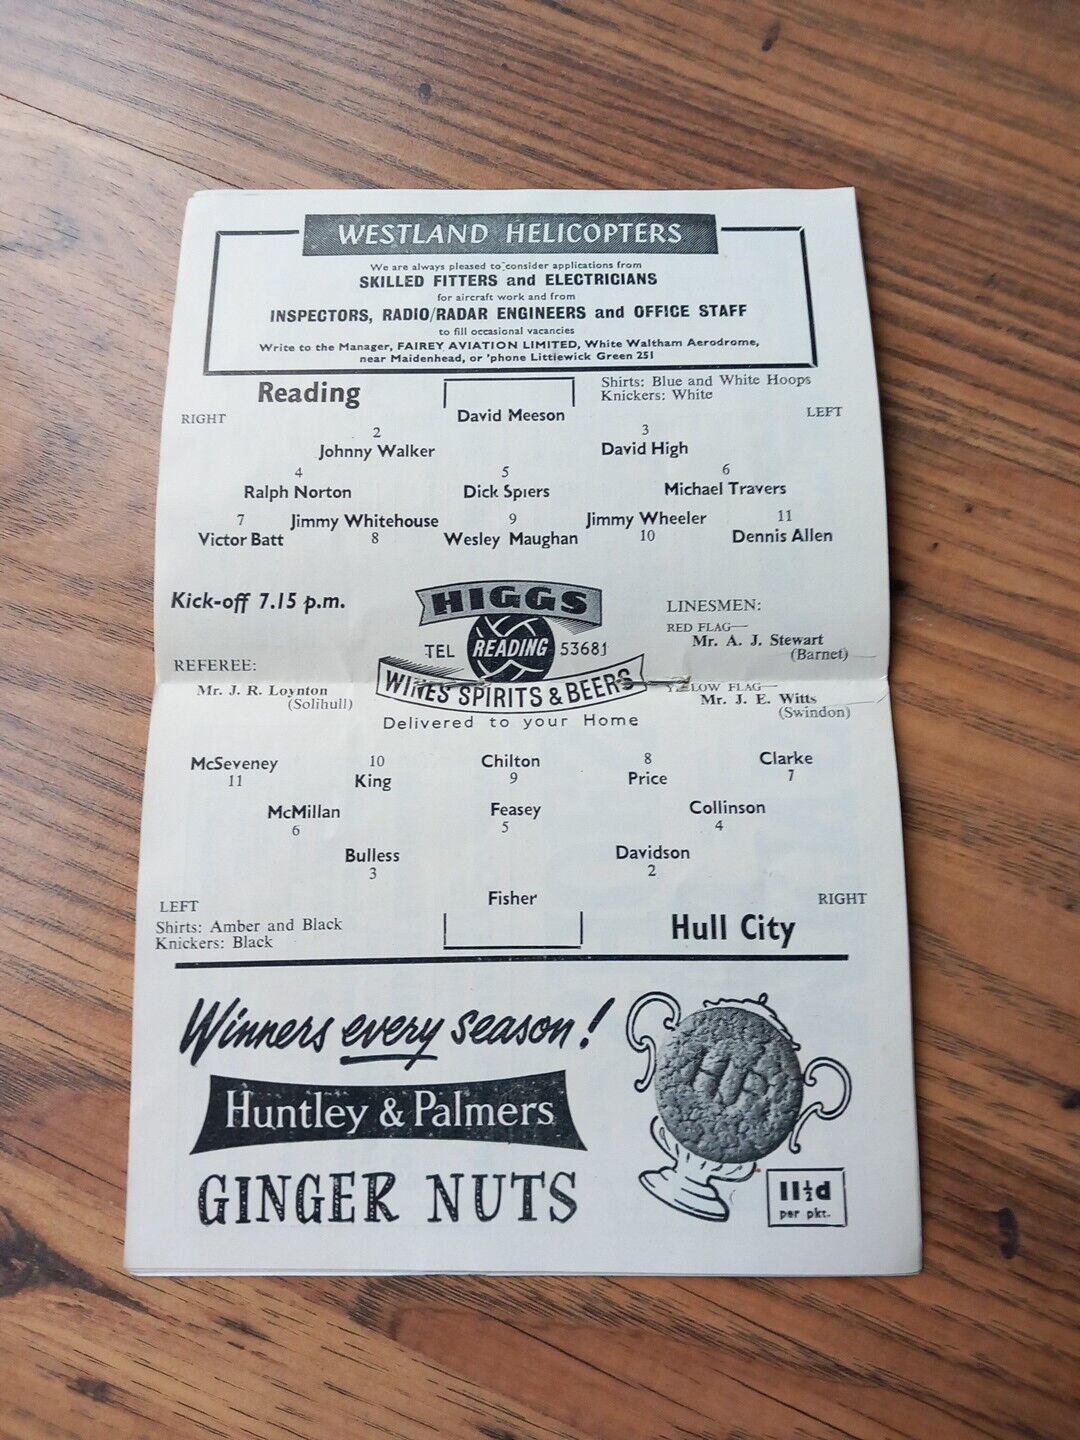 WESTLAND HELICOPTERS
We are always pleased to consider applications from
SKILLED FITTERS and ELECTRICIANS
for aircraft work and from
INSPECTORS, RADIO/RADAR ENGINEERS and OFFICE STAFF
to fill occasional vacancies
Write to the Manager, FAIREY AVIATION LIMITED, White Waltham Aerodrome,
near Maidenhead, or 'phone Littlewick Green 251
Reading
Shirts: Blue and White Hoops
Knickers: White
RIGHT
David Meeson
LEFT
2
3
Johnny Walker
David High
4
5
6
Ralph Norton
Dick Spiers
Michael Travers
7
Jimmy Whitehouse
9
Jimmy Wheeler
11
Victor Batt
8
Wesley Maughan
10
Dennis Allen
Kick-off 7.15 p.m.
HIGGS
TEL READING 53681
WINES SPIRITS & BEERS
Delivered to your Home
LINESMEN:
RED FLAG—
Mr. A. J. Stewart
(Barnet)
REFEREE:
Mr. J. R. Loynton
(Solihull)
YELLOW FLAG—
Mr. J. E. Witts
(Swindon)
McSeveney
10
Chilton
8
Clarke
11
King
9
Price
7
McMillan
Feasey
Collinson
6
5
4
Bulless
Davidson
3
2
Fisher
LEFT
RIGHT
Shirts: Amber and Black
Knickers: Black
Hull City
Winners every season!
Huntley & Palmers
GINGER NUTS
HP
11½d
per pkt.